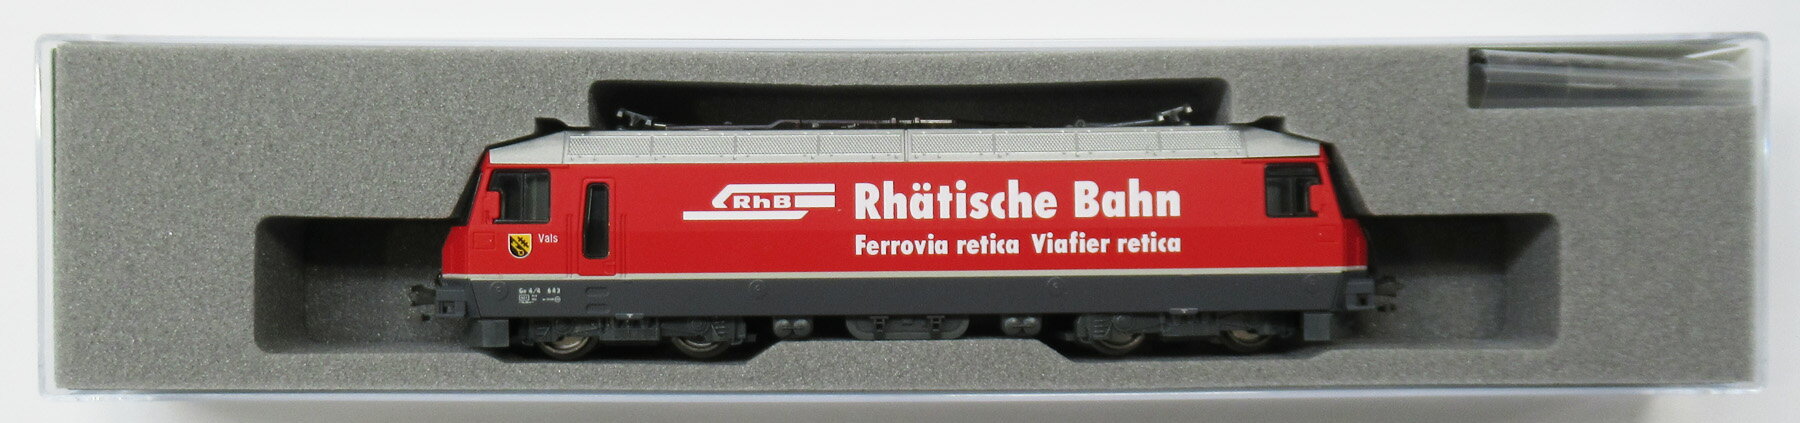 RhB
Rhätische Bahn
Ferrovia retica Viafier retica
Vals
Ge 4/4 643